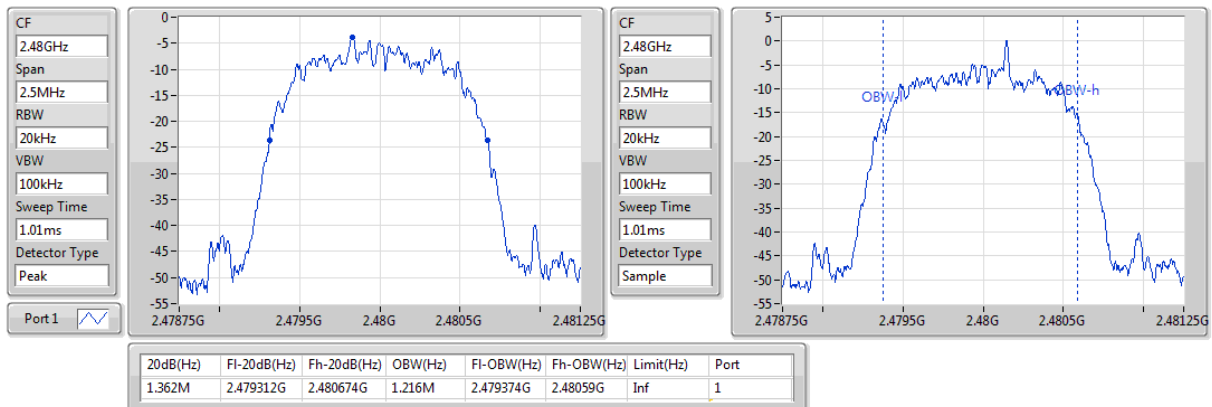 CF
2.48GHz
Span
2.5MHz
RBW
20kHz
VBW
100kHz
Sweep Time
1.01ms
Detector Type
Peak
Port 1
0-
-5-
-10-
-15-
-20-
-25-
-30-
-35-
-40-
-45-
-50-
-55-
2.47875G 2.4795G 2.48G 2.4805G 2.48125G
CF
2.48GHz
Span
2.5MHz
RBW
20kHz
VBW
100kHz
Sweep Time
1.01ms
Detector Type
Sample
5-
0-
-5-
-10-
-15-
-20-
-25-
-30-
-35-
-40-
-45-
-50-
-55-
OBW-l OBW-h
2.47875G 2.4795G 2.48G 2.4805G 2.48125G
20dB(Hz) Fl-20dB(Hz) Fh-20dB(Hz) OBW(Hz) Fl-OBW(Hz) Fh-OBW(Hz) Limit(Hz) Port
1.362M 2.479312G 2.480674G 1.216M 2.479374G 2.48059G Inf 1